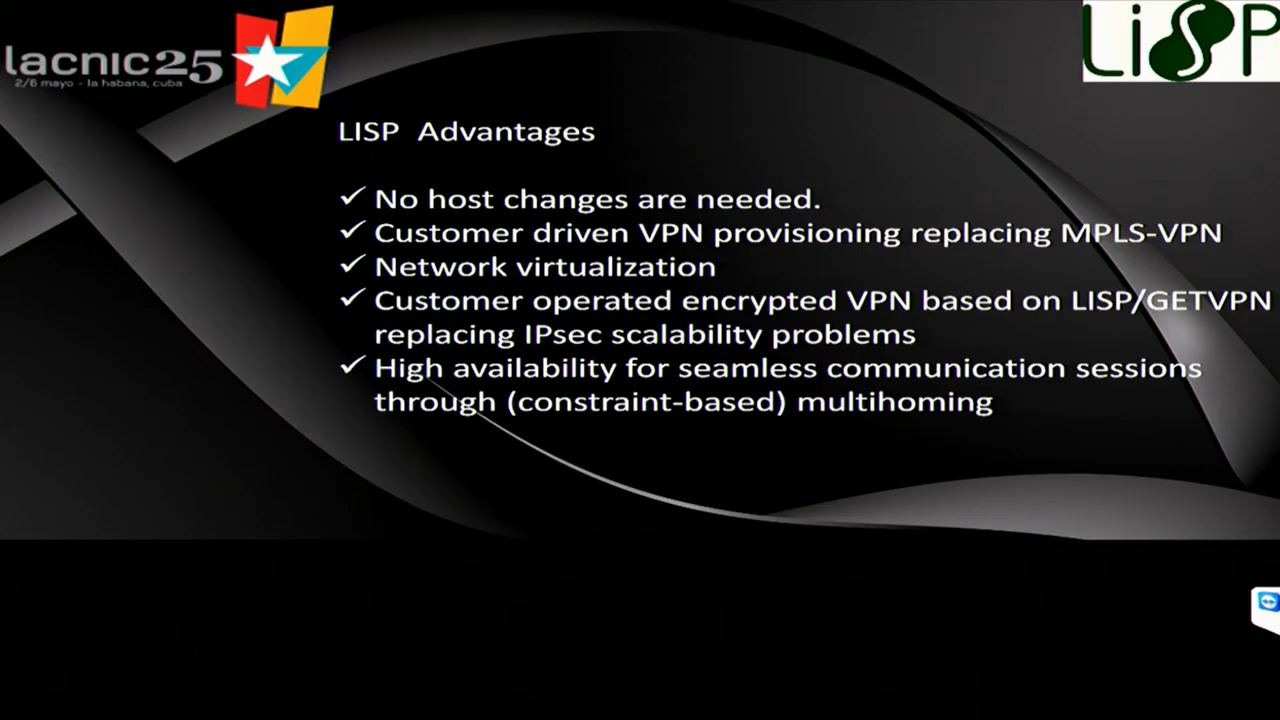 lacnic25
2/6 mayo - la habana, cuba
LiSP
LISP Advantages
✓ No host changes are needed.
✓ Customer driven VPN provisioning replacing MPLS-VPN
✓ Network virtualization
✓ Customer operated encrypted VPN based on LISP/GETVPN
replacing IPsec scalability problems
✓ High availability for seamless communication sessions
through (constraint-based) multihoming